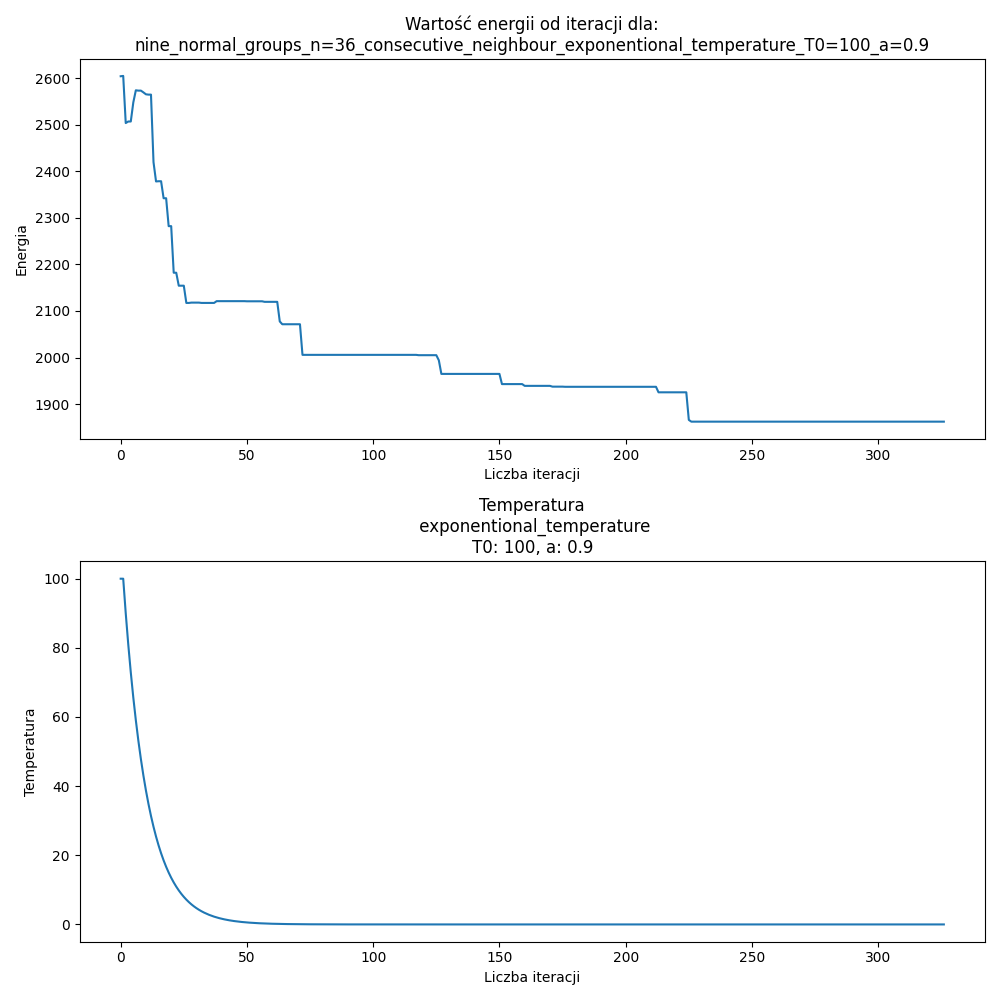 Wartość energii od iteracji dla:
nine_normal_groups_n=36_consecutive_neighbour_exponentional_temperature_T0=100_a=0.9
2600
2500
2400
2300
2200
2100
2000
1900
Energia
0 50 100 150 200 250 300
Liczba iteracji
Temperatura
exponentional_temperature
T0: 100, a: 0.9
100
80
60
40
20
0
Temperatura
0 50 100 150 200 250 300
Liczba iteracji